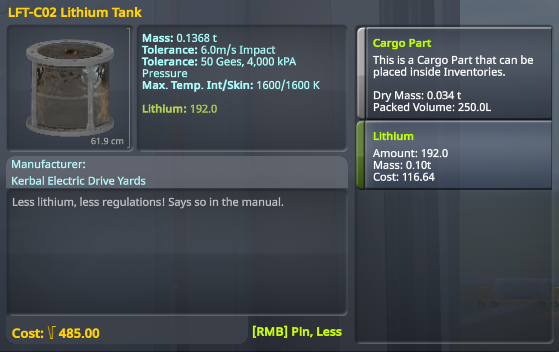 LFT-C02 Lithium Tank
Mass: 0.1368 t
Tolerance: 6.0m/s Impact
Tolerance: 50 Gees, 4,000 kPA
Pressure
Max. Temp. Int/Skin: 1600/1600 K
Lithium: 192.0
61.9 cm
Manufacturer:
Kerbal Electric Drive Yards
Less lithium, less regulations! Says so in the manual.
Cost: 485.00
[RMB] Pin, Less
Cargo Part
This is a Cargo Part that can be
placed inside Inventories.
Dry Mass: 0.034 t
Packed Volume: 250.0L
Lithium
Amount: 192.0
Mass: 0.10t
Cost: 116.64